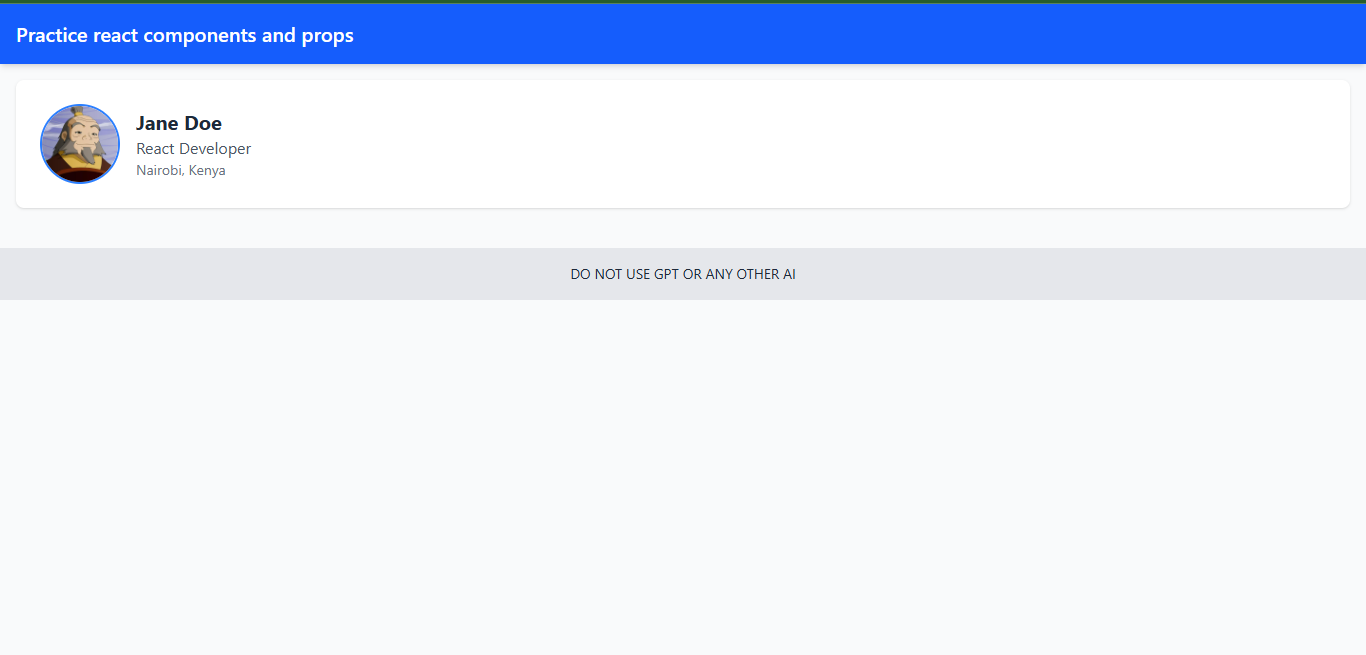 Practice react components and props
Jane Doe
React Developer
Nairobi, Kenya
DO NOT USE GPT OR ANY OTHER AI